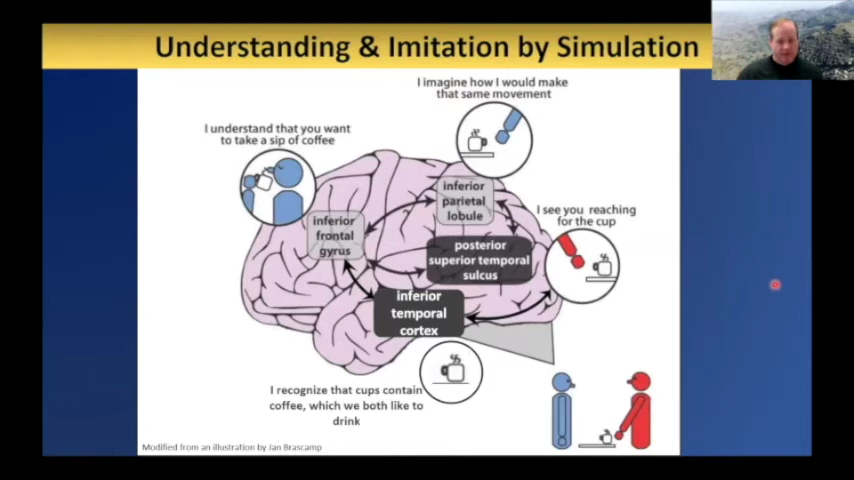 Understanding & Imitation by Simulation
I imagine how I would make
that same movement
I understand that you want
to take a sip of coffee
inferior
parietal
lobule
I see you reaching
for the cup
inferior
frontal
gyrus
posterior
superior temporal
sulcus
inferior
temporal
cortex
I recognize that cups contain
coffee, which we both like to
drink
Modified from an illustration by Jan Brascamp